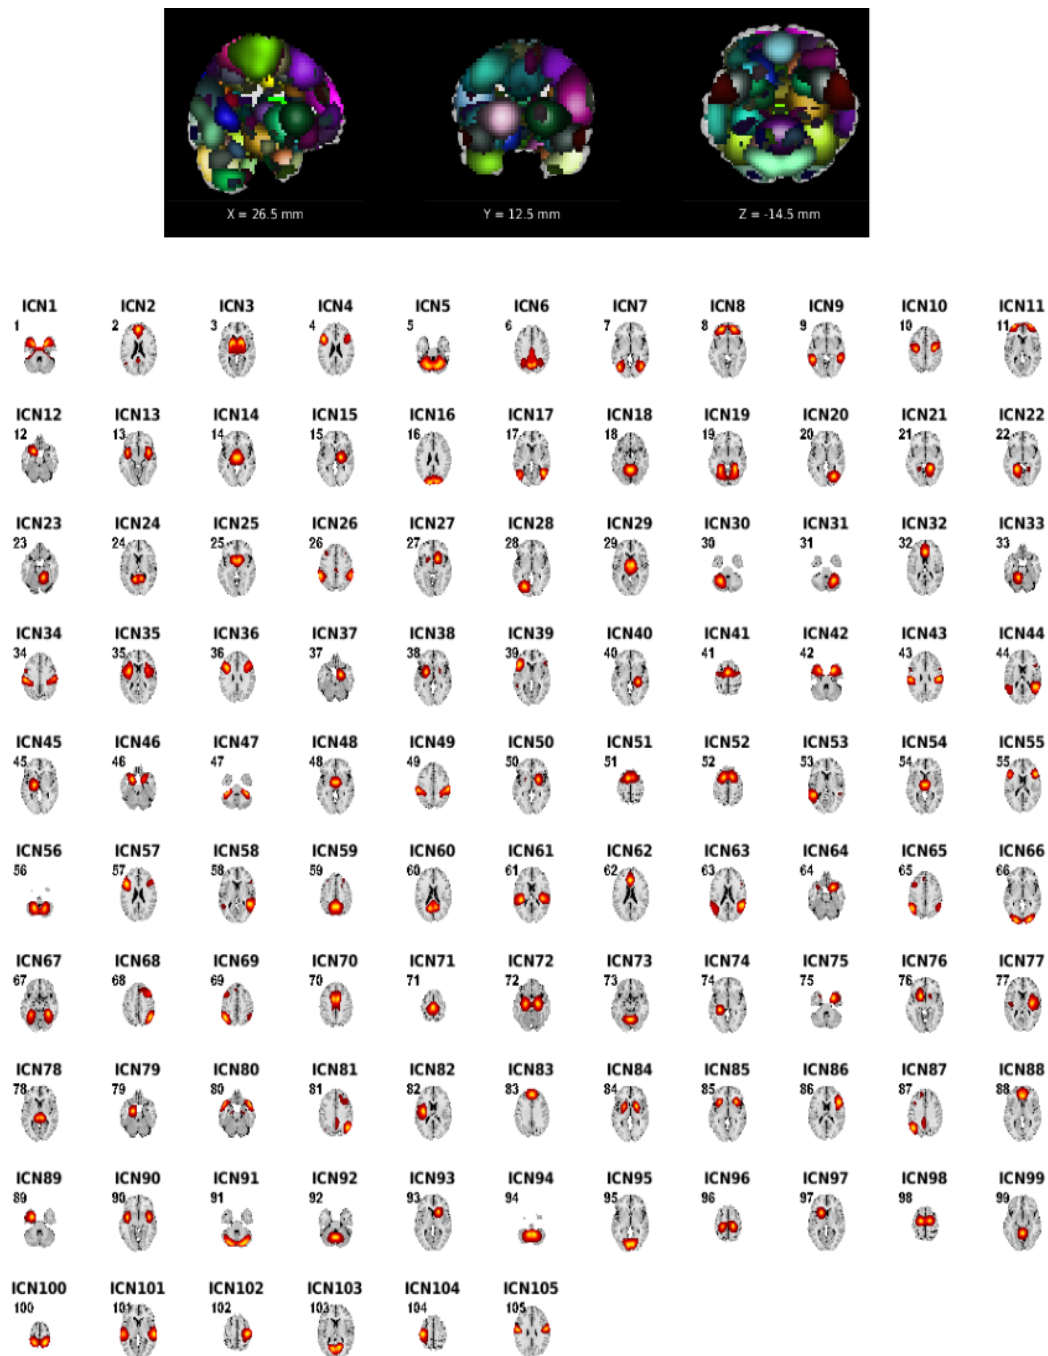 X = 26.5 mm Y = 12.5 mm Z = -14.5 mm
ICN1 ICN2 ICN3 ICN4 ICN5 ICN6 ICN7 ICN8 ICN9 ICN10 ICN11
1 2 3 4 5 6 7 8 9 10 11
ICN12 ICN13 ICN14 ICN15 ICN16 ICN17 ICN18 ICN19 ICN20 ICN21 ICN22
12 13 14 15 16 17 18 19 20 21 22
ICN23 ICN24 ICN25 ICN26 ICN27 ICN28 ICN29 ICN30 ICN31 ICN32 ICN33
23 24 25 26 27 28 29 30 31 32 33
ICN34 ICN35 ICN36 ICN37 ICN38 ICN39 ICN40 ICN41 ICN42 ICN43 ICN44
34 35 36 37 38 39 40 41 42 43 44
ICN45 ICN46 ICN47 ICN48 ICN49 ICN50 ICN51 ICN52 ICN53 ICN54 ICN55
45 46 47 48 49 50 51 52 53 54 55
ICN56 ICN57 ICN58 ICN59 ICN60 ICN61 ICN62 ICN63 ICN64 ICN65 ICN66
56 57 58 59 60 61 62 63 64 65 66
ICN67 ICN68 ICN69 ICN70 ICN71 ICN72 ICN73 ICN74 ICN75 ICN76 ICN77
67 68 69 70 71 72 73 74 75 76 77
ICN78 ICN79 ICN80 ICN81 ICN82 ICN83 ICN84 ICN85 ICN86 ICN87 ICN88
78 79 80 81 82 83 84 85 86 87 88
ICN89 ICN90 ICN91 ICN92 ICN93 ICN94 ICN95 ICN96 ICN97 ICN98 ICN99
89 90 91 92 93 94 95 96 97 98 99
ICN100 ICN101 ICN102 ICN103 ICN104 ICN105
100 101 102 103 104 105